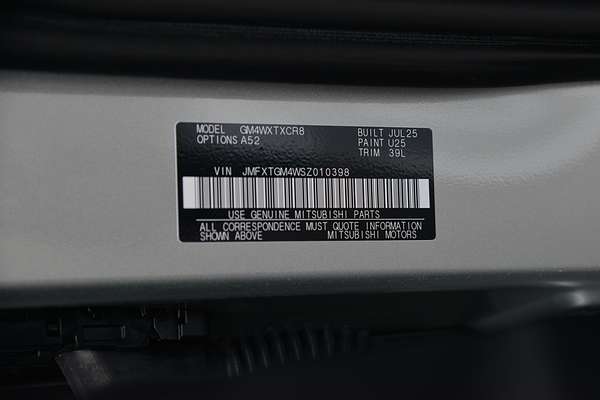 MODEL GM4WXTXCR8 BUILT JUL25
OPTIONS A52 PAINT U25
TRIM 39L
VIN JMFXTGM4WSZ010398
USE GENUINE MITSUBISHI PARTS
ALL CORRESPONDENCE MUST QUOTE INFORMATION
SHOWN ABOVE MITSUBISHI MOTORS